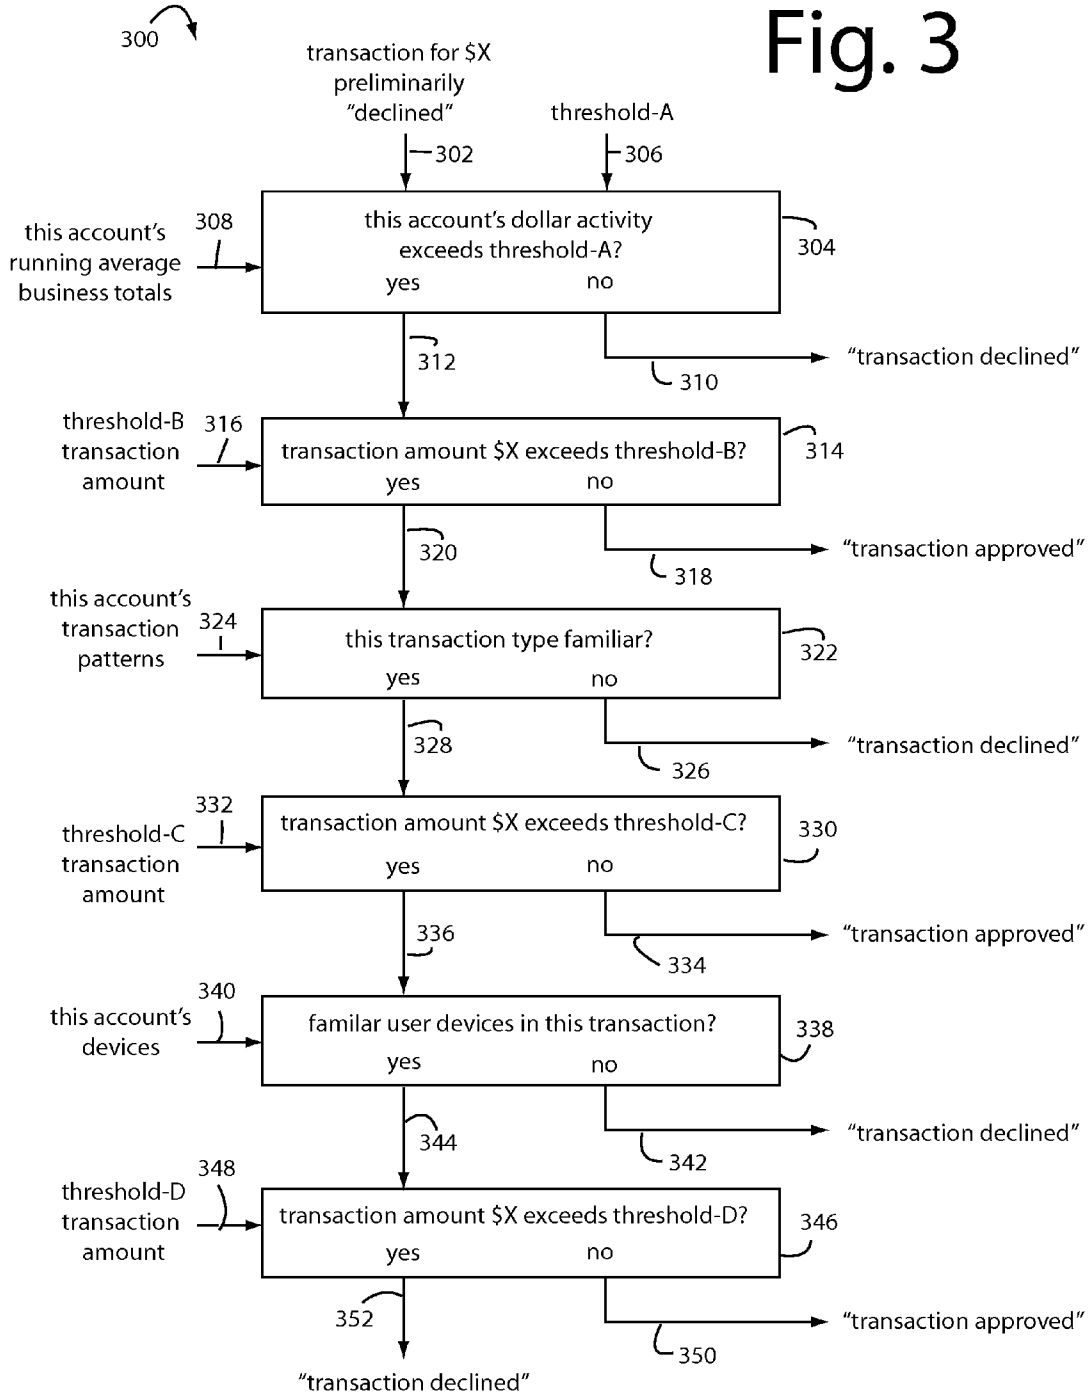 300
Fig. 3
transaction for $X
preliminarily
“declined”
threshold-A
302
306
this account’s
running average
business totals
308
this account’s dollar activity
exceeds threshold-A?
yes no
304
312
“transaction declined”
310
threshold-B
transaction
amount
316
transaction amount $X exceeds threshold-B?
yes no
314
320
“transaction approved”
318
this account’s
transaction
patterns
324
this transaction type familiar?
yes no
322
328
“transaction declined”
326
threshold-C
transaction
amount
332
transaction amount $X exceeds threshold-C?
yes no
330
336
“transaction approved”
334
this account’s
devices
340
familar user devices in this transaction?
yes no
338
344
“transaction declined”
342
threshold-D
transaction
amount
348
transaction amount $X exceeds threshold-D?
yes no
346
352
“transaction approved”
350
“transaction declined”